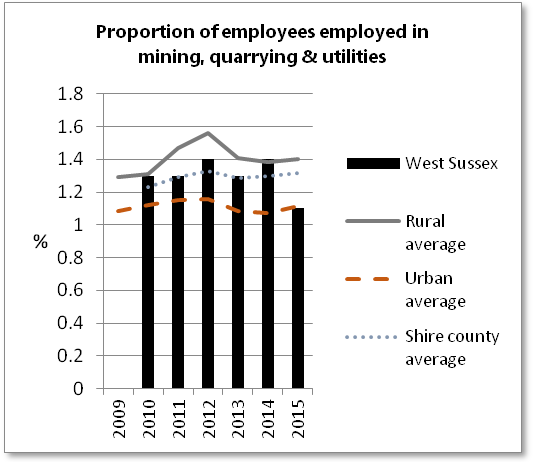 Proportion of employees employed in
mining, quarrying & utilities
1.8
1.6
1.4
1.2
1
0.8
0.6
0.4
0.2
0
%
2009
2010
2011
2012
2013
2014
2015
West Sussex
Rural
average
Urban
average
Shire county
average